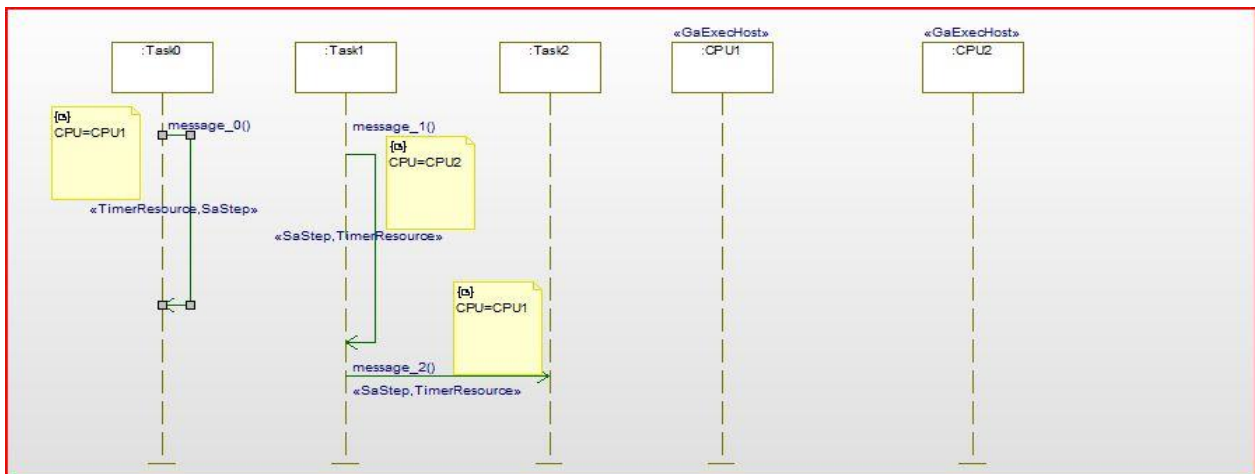 «GaExecHost» «GaExecHost»
:Task0 :Task1 :Task2 :CPU1 :CPU2
CPU=CPU1
message_0()
message_1()
CPU=CPU2
«TimerResource,SaStep»
«SaStep,TimerResource»
CPU=CPU1
message_2()
«SaStep,TimerResource»